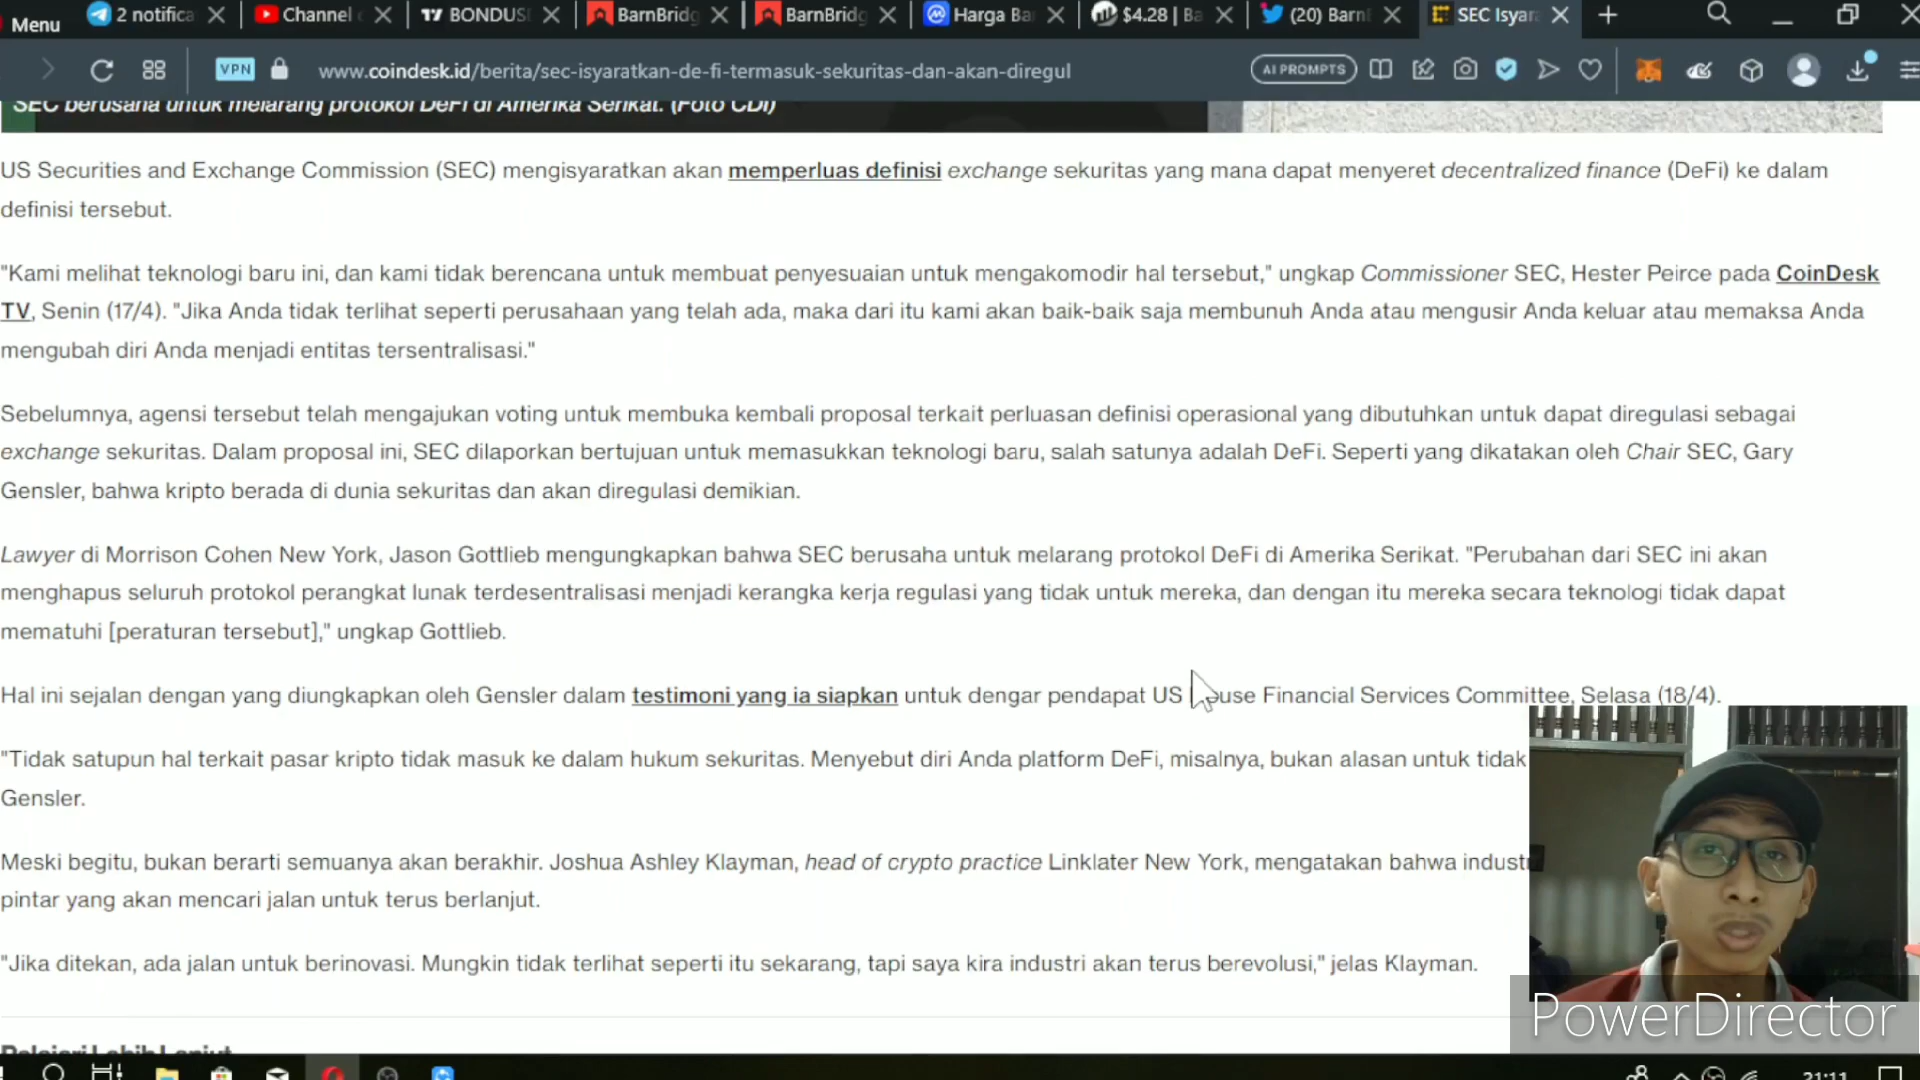 Menu
2 notifica
Channel
BONDUS
BarnBridg
BarnBridg
Harga Ba
$4.28 | Ba
(20) Barn
SEC Isyar
VPN
www.coindesk.id/berita/sec-isyaratkan-de-fi-termasuk-sekuritas-dan-akan-diregul
AI PROMPTS
SEC berusaha untuk melarang protokol DeFi di Amerika Serikat. (Foto CDI)
US Securities and Exchange Commission (SEC) mengisyaratkan akan memperluas definisi exchange sekuritas yang mana dapat menyeret decentralized finance (DeFi) ke dalam
definisi tersebut.
"Kami melihat teknologi baru ini, dan kami tidak berencana untuk membuat penyesuaian untuk mengakomodir hal tersebut," ungkap Commissioner SEC, Hester Peirce pada CoinDesk
TV, Senin (17/4). "Jika Anda tidak terlihat seperti perusahaan yang telah ada, maka dari itu kami akan baik-baik saja membunuh Anda atau mengusir Anda keluar atau memaksa Anda
mengubah diri Anda menjadi entitas tersentralisasi."
Sebelumnya, agensi tersebut telah mengajukan voting untuk membuka kembali proposal terkait perluasan definisi operasional yang dibutuhkan untuk dapat diregulasi sebagai
exchange sekuritas. Dalam proposal ini, SEC dilaporkan bertujuan untuk memasukkan teknologi baru, salah satunya adalah DeFi. Seperti yang dikatakan oleh Chair SEC, Gary
Gensler, bahwa kripto berada di dunia sekuritas dan akan diregulasi demikian.
Lawyer di Morrison Cohen New York, Jason Gottlieb mengungkapkan bahwa SEC berusaha untuk melarang protokol DeFi di Amerika Serikat. "Perubahan dari SEC ini akan
menghapus seluruh protokol perangkat lunak terdesentralisasi menjadi kerangka kerja regulasi yang tidak untuk mereka, dan dengan itu mereka secara teknologi tidak dapat
mematuhi [peraturan tersebut]," ungkap Gottlieb.
Hal ini sejalan dengan yang diungkapkan oleh Gensler dalam testimoni yang ia siapkan untuk dengar pendapat US House Financial Services Committee, Selasa (18/4).
"Tidak satupun hal terkait pasar kripto tidak masuk ke dalam hukum sekuritas. Menyebut diri Anda platform DeFi, misalnya, bukan alasan untuk tidak
Gensler.
Meski begitu, bukan berarti semuanya akan berakhir. Joshua Ashley Klayman, head of crypto practice Linklater New York, mengatakan bahwa industri
pintar yang akan mencari jalan untuk terus berlanjut.
"Jika ditekan, ada jalan untuk berinovasi. Mungkin tidak terlihat seperti itu sekarang, tapi saya kira industri akan terus berevolusi," jelas Klayman.
Pelajari Lebih Lanjut
PowerDirector
21:11